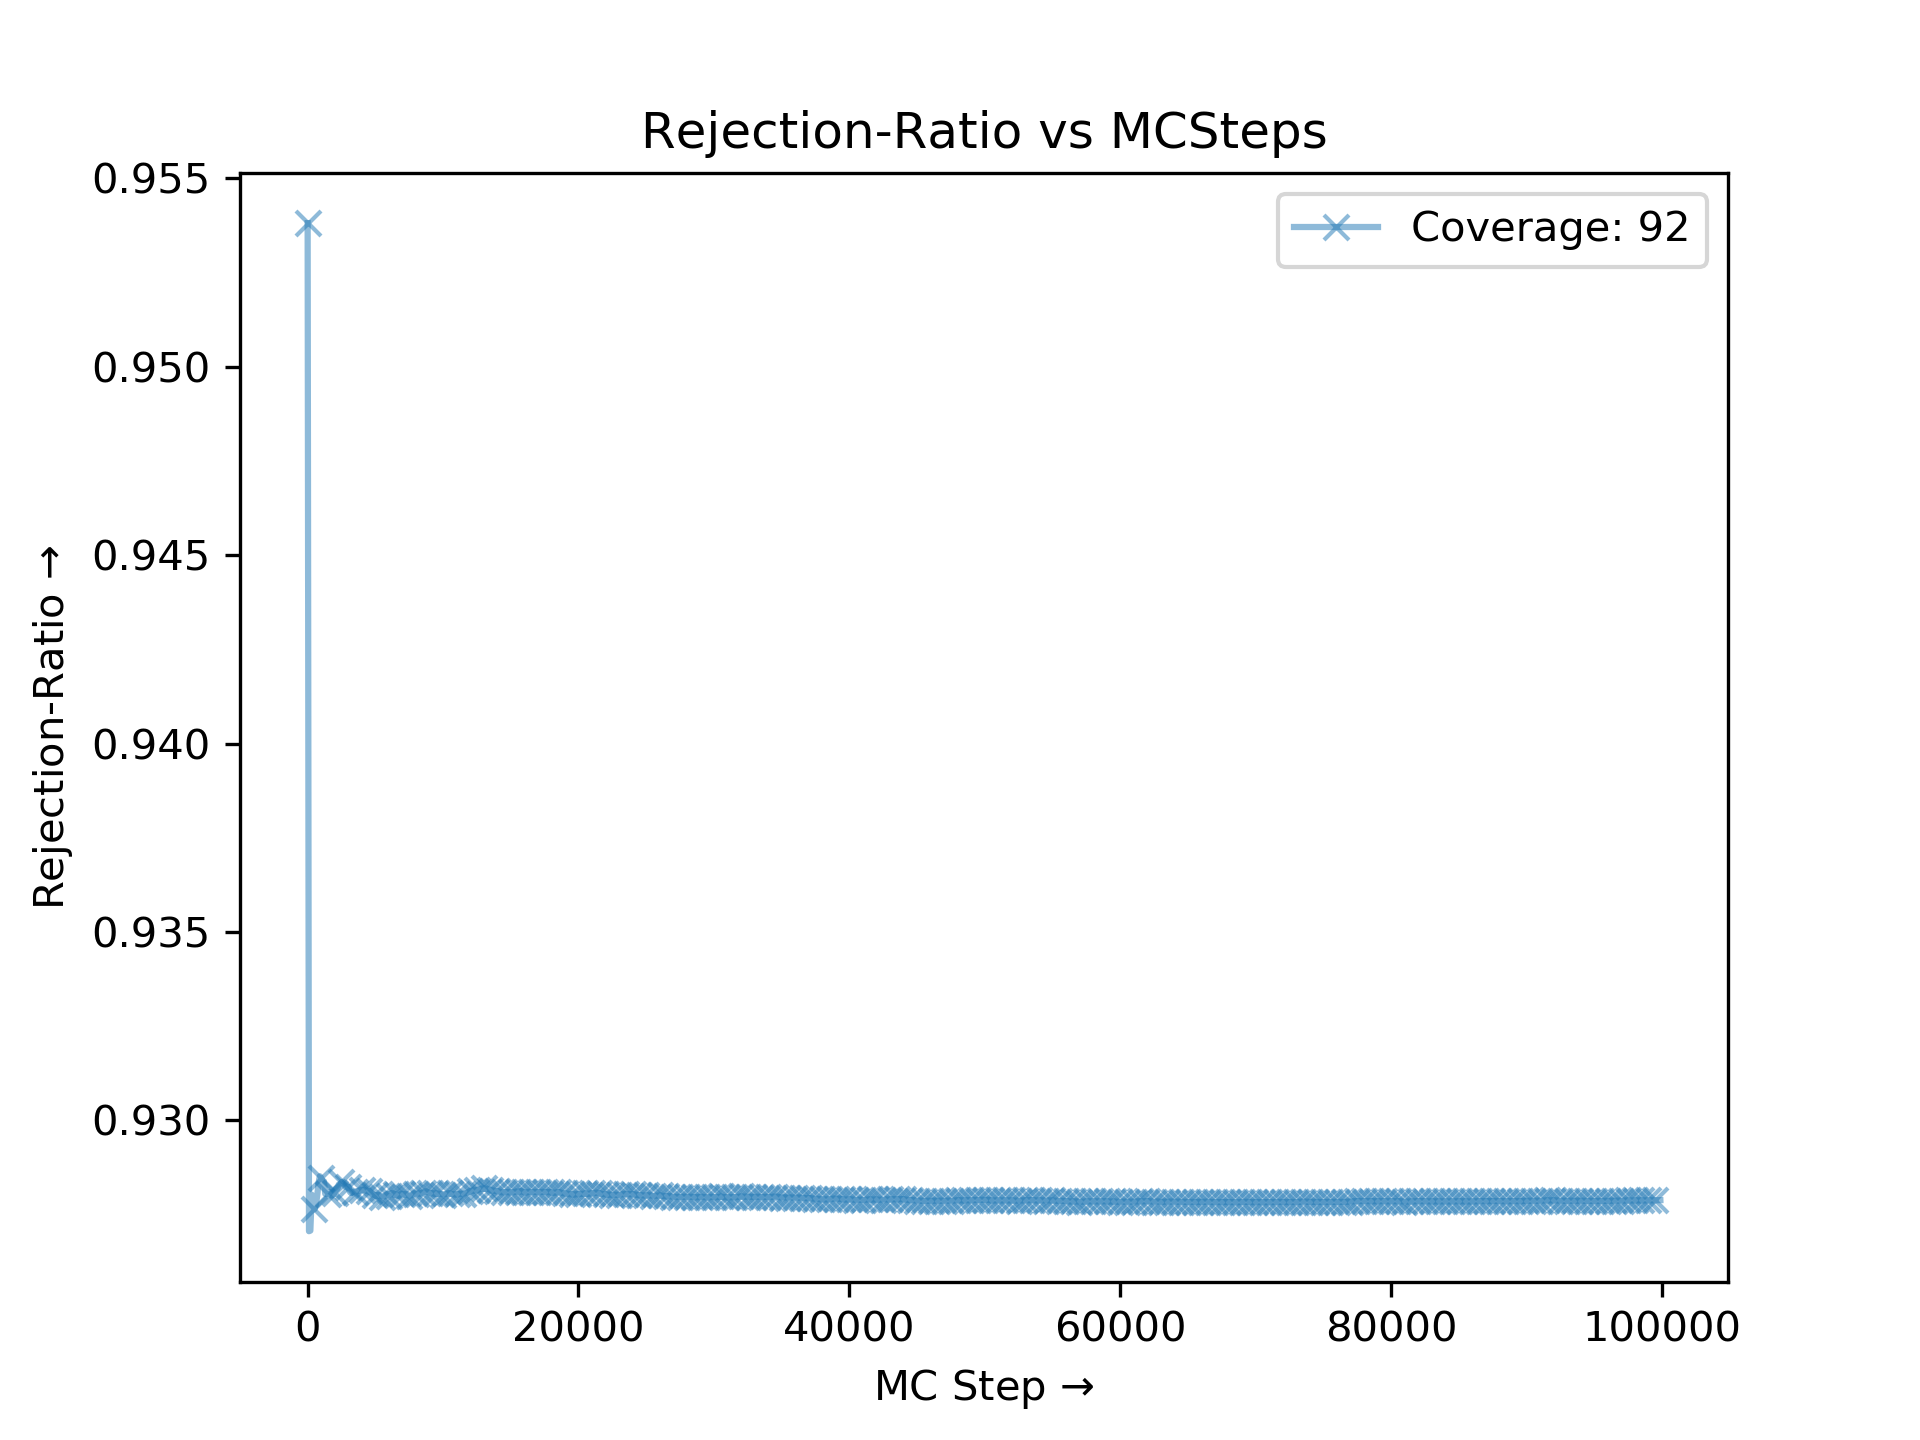 Rejection-Ratio vs MCSteps
Coverage: 92
Rejection-Ratio →
0.955
0.950
0.945
0.940
0.935
0.930
0 20000 40000 60000 80000 100000
MC Step →